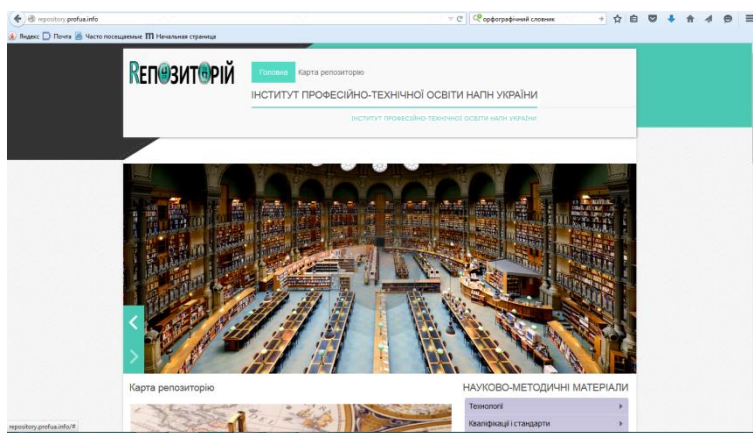 repository.profua.info
орфографічний словник
Яндекс Почта Часто посещаемые Начальная страница
RЕПОЗИТОРІЙ
Головна Карта репозиторію
ІНСТИТУТ ПРОФЕСІЙНО-ТЕХНІЧНОЇ ОСВІТИ НАПН УКРАЇНИ
ІНСТИТУТ ПРОФЕСІЙНО-ТЕХНІЧНОЇ ОСВІТИ НАПН УКРАЇНИ
Карта репозиторію
НАУКОВО-МЕТОДИЧНІ МАТЕРІАЛИ
Технології
Кваліфікації і стандарти
repository.profua.info/#